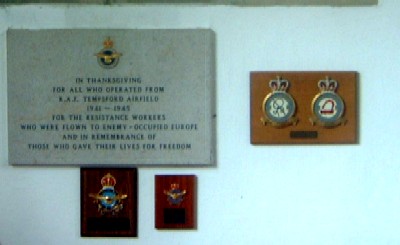 IN THANKSGIVING
FOR ALL WHO OPERATED FROM
R.A.F. TEMPSFORD AIRFIELD
1941 – 1945
FOR THE RESISTANCE WORKERS
WHO WERE FLOWN TO ENEMY-OCCUPIED EUROPE
AND IN REMEMBRANCE OF
THOSE WHO GAVE THEIR LIVES FOR FREEDOM